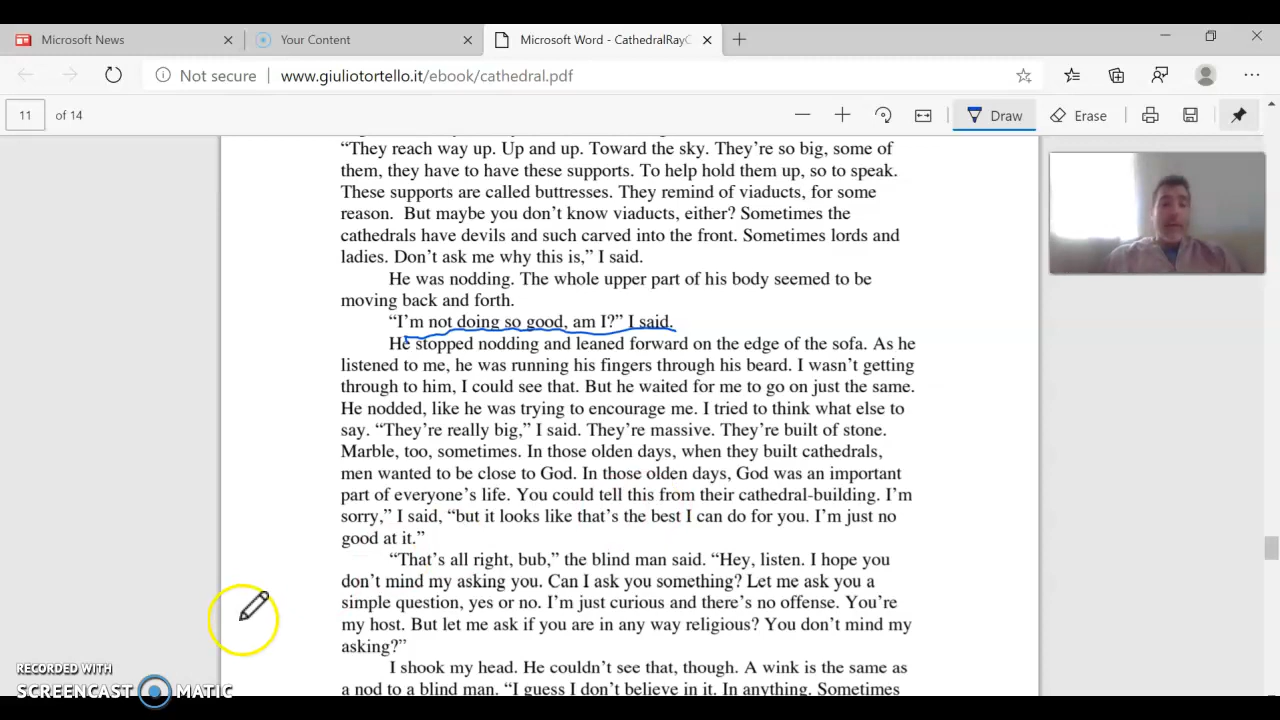 Microsoft News
Your Content
Microsoft Word - CathedralRayC
Not secure
www.giuliotortello.it/ebook/cathedral.pdf
11 of 14
Draw
Erase
“They reach way up. Up and up. Toward the sky. They’re so big, some of
them, they have to have these supports. To help hold them up, so to speak.
These supports are called buttresses. They remind of viaducts, for some
reason. But maybe you don’t know viaducts, either? Sometimes the
cathedrals have devils and such carved into the front. Sometimes lords and
ladies. Don’t ask me why this is,” I said.
He was nodding. The whole upper part of his body seemed to be
moving back and forth.
“I’m not doing so good, am I?” I said.
He stopped nodding and leaned forward on the edge of the sofa. As he
listened to me, he was running his fingers through his beard. I wasn’t getting
through to him, I could see that. But he waited for me to go on just the same.
He nodded, like he was trying to encourage me. I tried to think what else to
say. “They’re really big,” I said. They’re massive. They’re built of stone.
Marble, too, sometimes. In those olden days, when they built cathedrals,
men wanted to be close to God. In those olden days, God was an important
part of everyone’s life. You could tell this from their cathedral-building. I’m
sorry,” I said, “but it looks like that’s the best I can do for you. I’m just no
good at it.”
“That’s all right, bub,” the blind man said. “Hey, listen. I hope you
don’t mind my asking you. Can I ask you something? Let me ask you a
simple question, yes or no. I’m just curious and there’s no offense. You’re
my host. But let me ask if you are in any way religious? You don’t mind my
asking?”
I shook my head. He couldn’t see that, though. A wink is the same as
a nod to a blind man. “I guess I don’t believe in it. In anything. Sometimes
RECORDED WITH
SCREENCAST MATIC